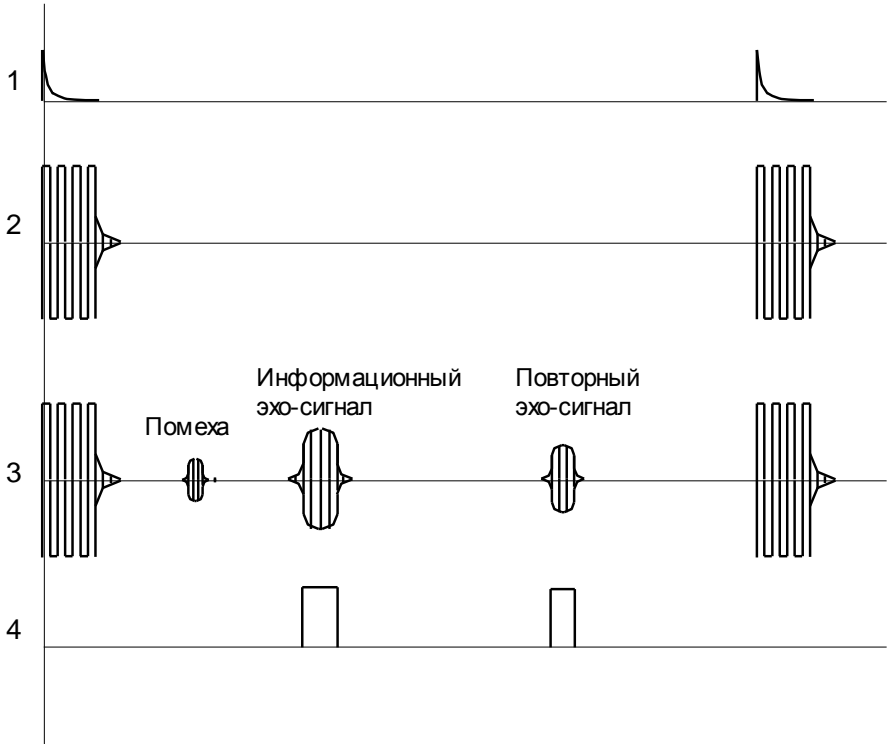 1
2
Информационный
эхо-сигнал
Повторный
эхо-сигнал
Помеха
3
4